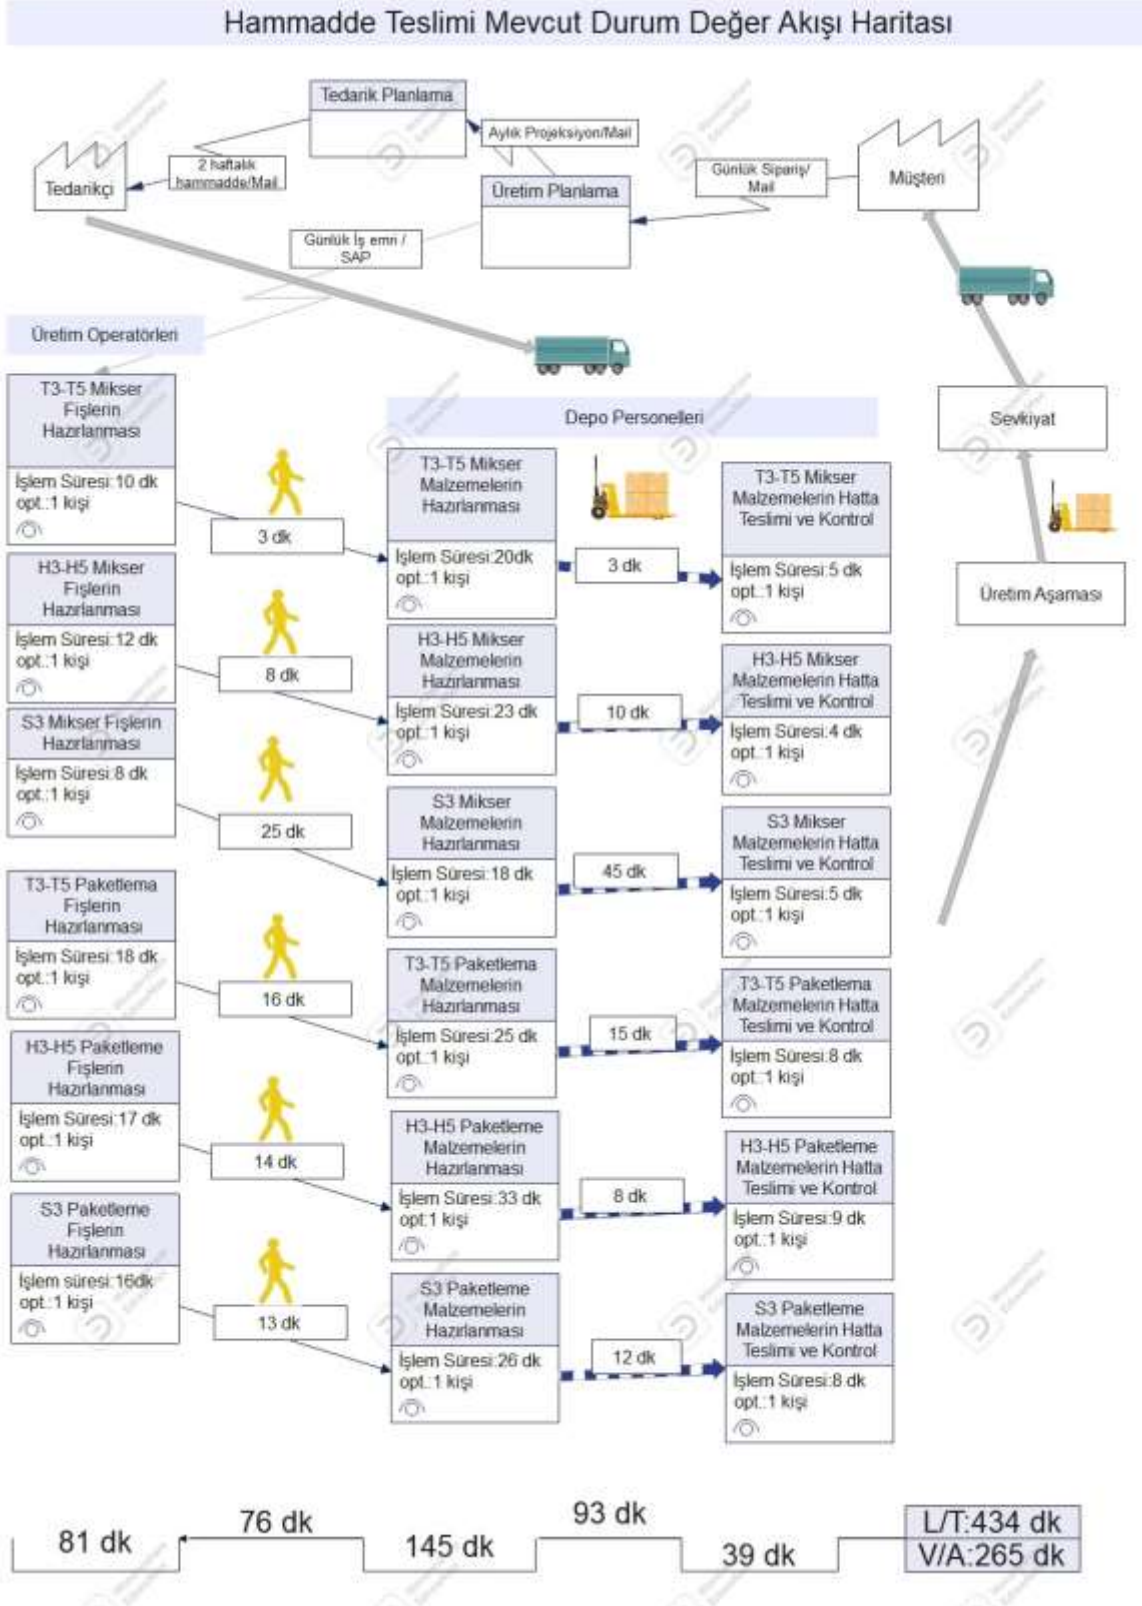 Hammadde Teslimi Mevcut Durum Değer Akışı Haritası
Tedarik Planlama
Aylık Projeksiyon/Mail
2 haftalık
hammadde/Mail
Tedarikçi
Üretim Planlama
Günlük Sipariş/
Mail
Müşteri
Günlük İş emri /
SAP
Üretim Operatörleri
Depo Personelleri
Sevkiyat
Üretim Aşaması
T3-T5 Mikser
Fişlerin
Hazırlanması
İşlem Süresi:10 dk
opt.:1 kişi
3 dk
T3-T5 Mikser
Malzemelerin
Hazırlanması
İşlem Süresi:20dk
opt.:1 kişi
3 dk
T3-T5 Mikser
Malzemelerin Hatta
Teslimi ve Kontrol
İşlem Süresi:5 dk
opt.:1 kişi
H3-H5 Mikser
Fişlerin
Hazırlanması
İşlem Süresi:12 dk
opt.:1 kişi
8 dk
H3-H5 Mikser
Malzemelerin
Hazırlanması
İşlem Süresi:23 dk
opt.:1 kişi
10 dk
H3-H5 Mikser
Malzemelerin Hatta
Teslimi ve Kontrol
İşlem Süresi:4 dk
opt.:1 kişi
S3 Mikser Fişlerin
Hazırlanması
İşlem Süresi:8 dk
opt.:1 kişi
25 dk
S3 Mikser
Malzemelerin
Hazırlanması
İşlem Süresi:18 dk
opt.:1 kişi
45 dk
S3 Mikser
Malzemelerin Hatta
Teslimi ve Kontrol
İşlem Süresi:5 dk
opt.:1 kişi
T3-T5 Paketlema
Fişlerin
Hazırlanması
İşlem Süresi:18 dk
opt.:1 kişi
16 dk
T3-T5 Paketlema
Malzemelerin
Hazırlanması
İşlem Süresi:25 dk
opt.:1 kişi
15 dk
T3-T5 Paketlema
Malzemelerin Hatta
Teslimi ve Kontrol
İşlem Süresi:8 dk
opt.:1 kişi
H3-H5 Paketleme
Fişlerin
Hazırlanması
İşlem Süresi:17 dk
opt.:1 kişi
14 dk
H3-H5 Paketleme
Malzemelerin
Hazırlanması
İşlem Süresi:33 dk
opt:1 kişi
8 dk
H3-H5 Paketleme
Malzemelerin Hatta
Teslimi ve Kontrol
İşlem Süresi:9 dk
opt.:1 kişi
S3 Paketleme
Fişlerin
Hazırlanması
İşlem süresi:16dk
opt.:1 kişi
13 dk
S3 Paketleme
Malzemelerin
Hazırlanması
İşlem Süresi:26 dk
opt.:1 kişi
12 dk
S3 Paketleme
Malzemelerin Hatta
Teslimi ve Kontrol
İşlem Süresi:8 dk
opt.:1 kişi
81 dk
76 dk
145 dk
93 dk
39 dk
L/T:434 dk
V/A:265 dk